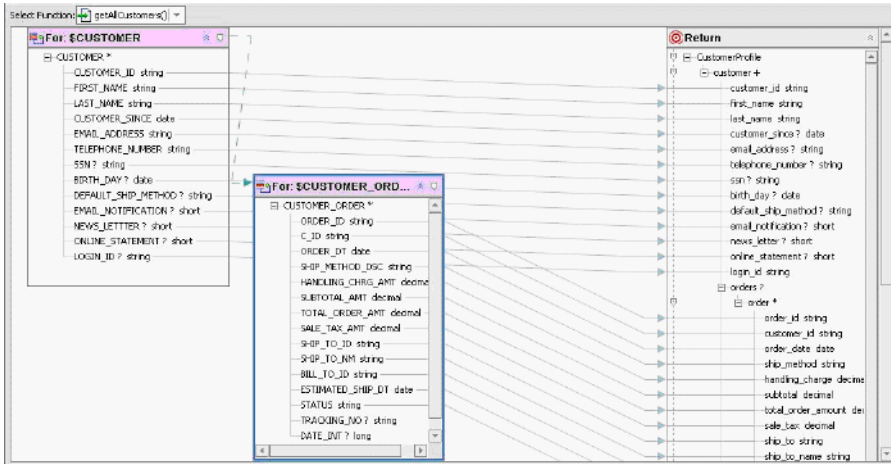 Select Function: getAllCustomers()
For: $CUSTOMER
CUSTOMER *
CUSTOMER_ID string
FIRST_NAME string
LAST_NAME string
CUSTOMER_SINCE date
EMAIL_ADDRESS string
TELEPHONE_NUMBER string
SSN ? string
BIRTH_DAY ? date
DEFAULT_SHIP_METHOD ? string
EMAIL_NOTIFICATION ? short
NEWS_LETTTER ? short
ONLINE_STATEMENT ? short
LOGIN_ID ? string
For: $CUSTOMER_ORD...
CUSTOMER_ORDER *
ORDER_ID string
C_ID string
ORDER_DT date
SHIP_METHOD_DSC string
HANDLING_CHRG_AMT decima
SUBTOTAL_AMT decimal
TOTAL_ORDER_AMT decimal
SALE_TAX_AMT decimal
SHIP_TO_ID string
SHIP_TO_NM string
BILL_TO_ID string
ESTIMATED_SHIP_DT date
STATUS string
TRACKING_NO ? string
DATE_INT ? long
Return
CustomerProfile
customer +
customer_id string
first_name string
last_name string
customer_since ? date
email_address ? string
telephone_number ? string
ssn ? string
birth_day ? date
default_ship_method ? string
email_notification ? short
news_letter ? short
online_statement ? short
login_id string
orders ?
order *
order_id string
customer_id string
order_date date
ship_method string
handling_charge decima
subtotal decimal
total_order_amount de
sale_tax decimal
ship_to string
ship_to_name string